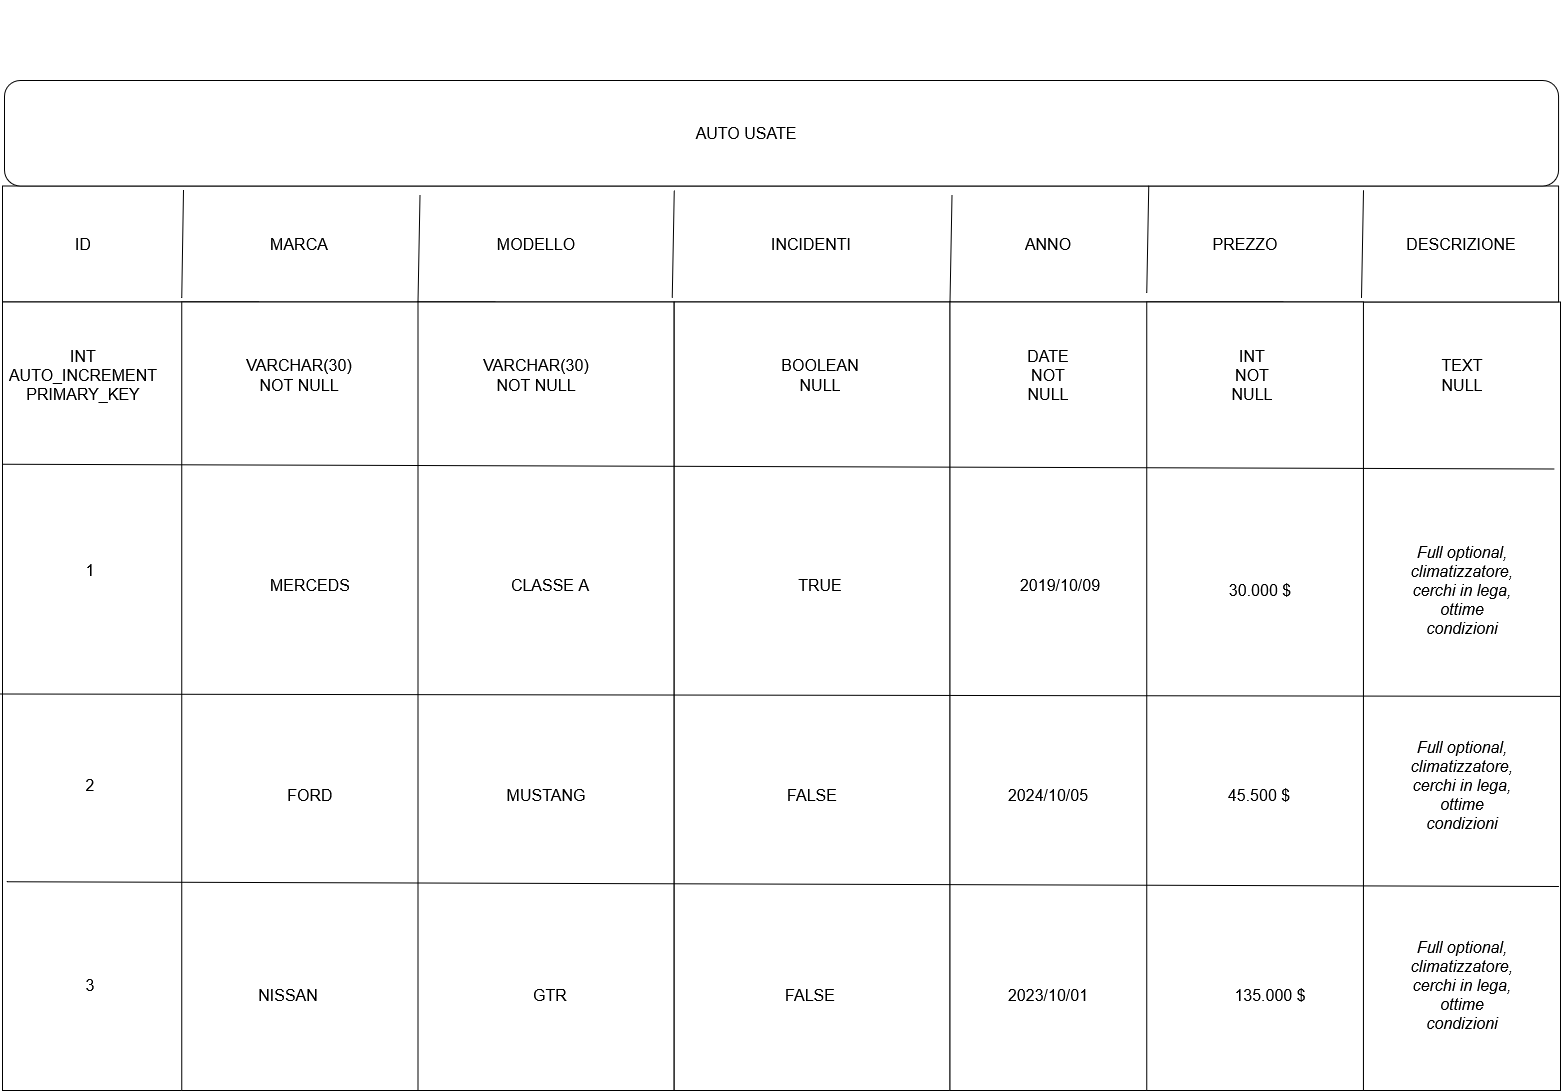 AUTO USATE
ID
MARCA
MODELLO
INCIDENTI
ANNO
PREZZO
DESCRIZIONE
INT
AUTO_INCREMENT
PRIMARY_KEY
VARCHAR(30)
NOT NULL
VARCHAR(30)
NOT NULL
BOOLEAN
NULL
DATE
NOT
NULL
INT
NOT
NULL
TEXT
NULL
1
MERCEDS
CLASSE A
TRUE
2019/10/09
30.000 $
Full optional,
climatizzatore,
cerchi in lega,
ottime
condizioni
2
FORD
MUSTANG
FALSE
2024/10/05
45.500 $
Full optional,
climatizzatore,
cerchi in lega,
ottime
condizioni
3
NISSAN
GTR
FALSE
2023/10/01
135.000 $
Full optional,
climatizzatore,
cerchi in lega,
ottime
condizioni